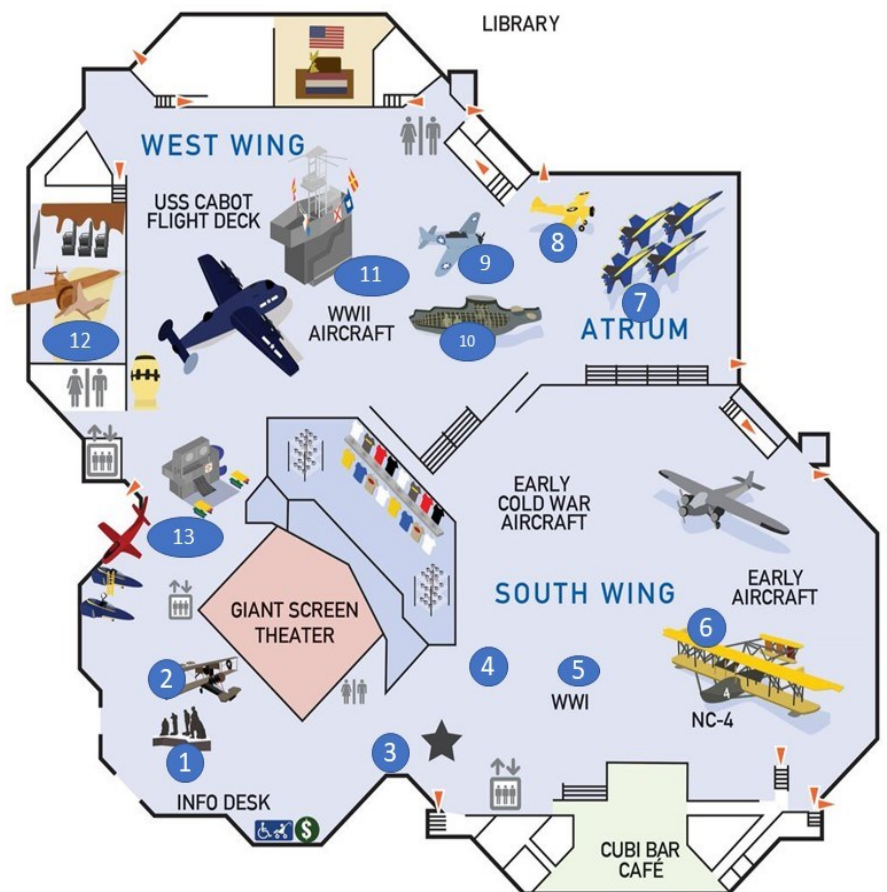 LIBRARY
WEST WING
USS CABOT
FLIGHT DECK
8
9
7
11
WWII
AIRCRAFT
10
ATRIUM
12
EARLY
COLD WAR
AIRCRAFT
13
EARLY
AIRCRAFT
SOUTH WING
GIANT SCREEN
THEATER
6
4
5
2
4
WWI
NC-4
3
1
INFO DESK
$
CUBI BAR
CAFÉ